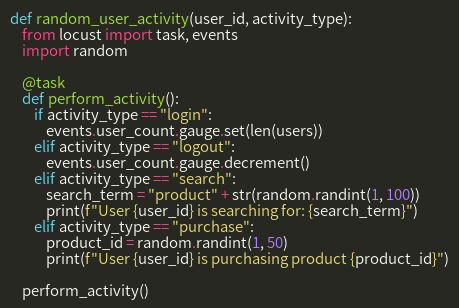 def random_user_activity(user_id, activity_type):
    from locust import task, events
    import random

    @task
    def perform_activity():
        if activity_type == "login":
            events.user_count.gauge.set(len(users))
        elif activity_type == "logout":
            events.user_count.gauge.decrement()
        elif activity_type == "search":
            search_term = "product" + str(random.randint(1, 100))
            print(f"User {user_id} is searching for: {search_term}")
        elif activity_type == "purchase":
            product_id = random.randint(1, 50)
            print(f"User {user_id} is purchasing product {product_id}")

    perform_activity()